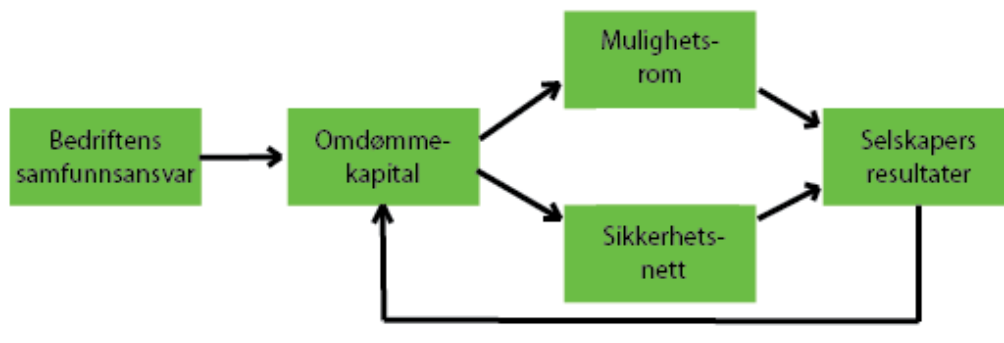 Bedriftens
samfunnsansvar
Omdømme-
kapital
Mulighets-
rom
Sikkerhets-
nett
Selskapers
resultater